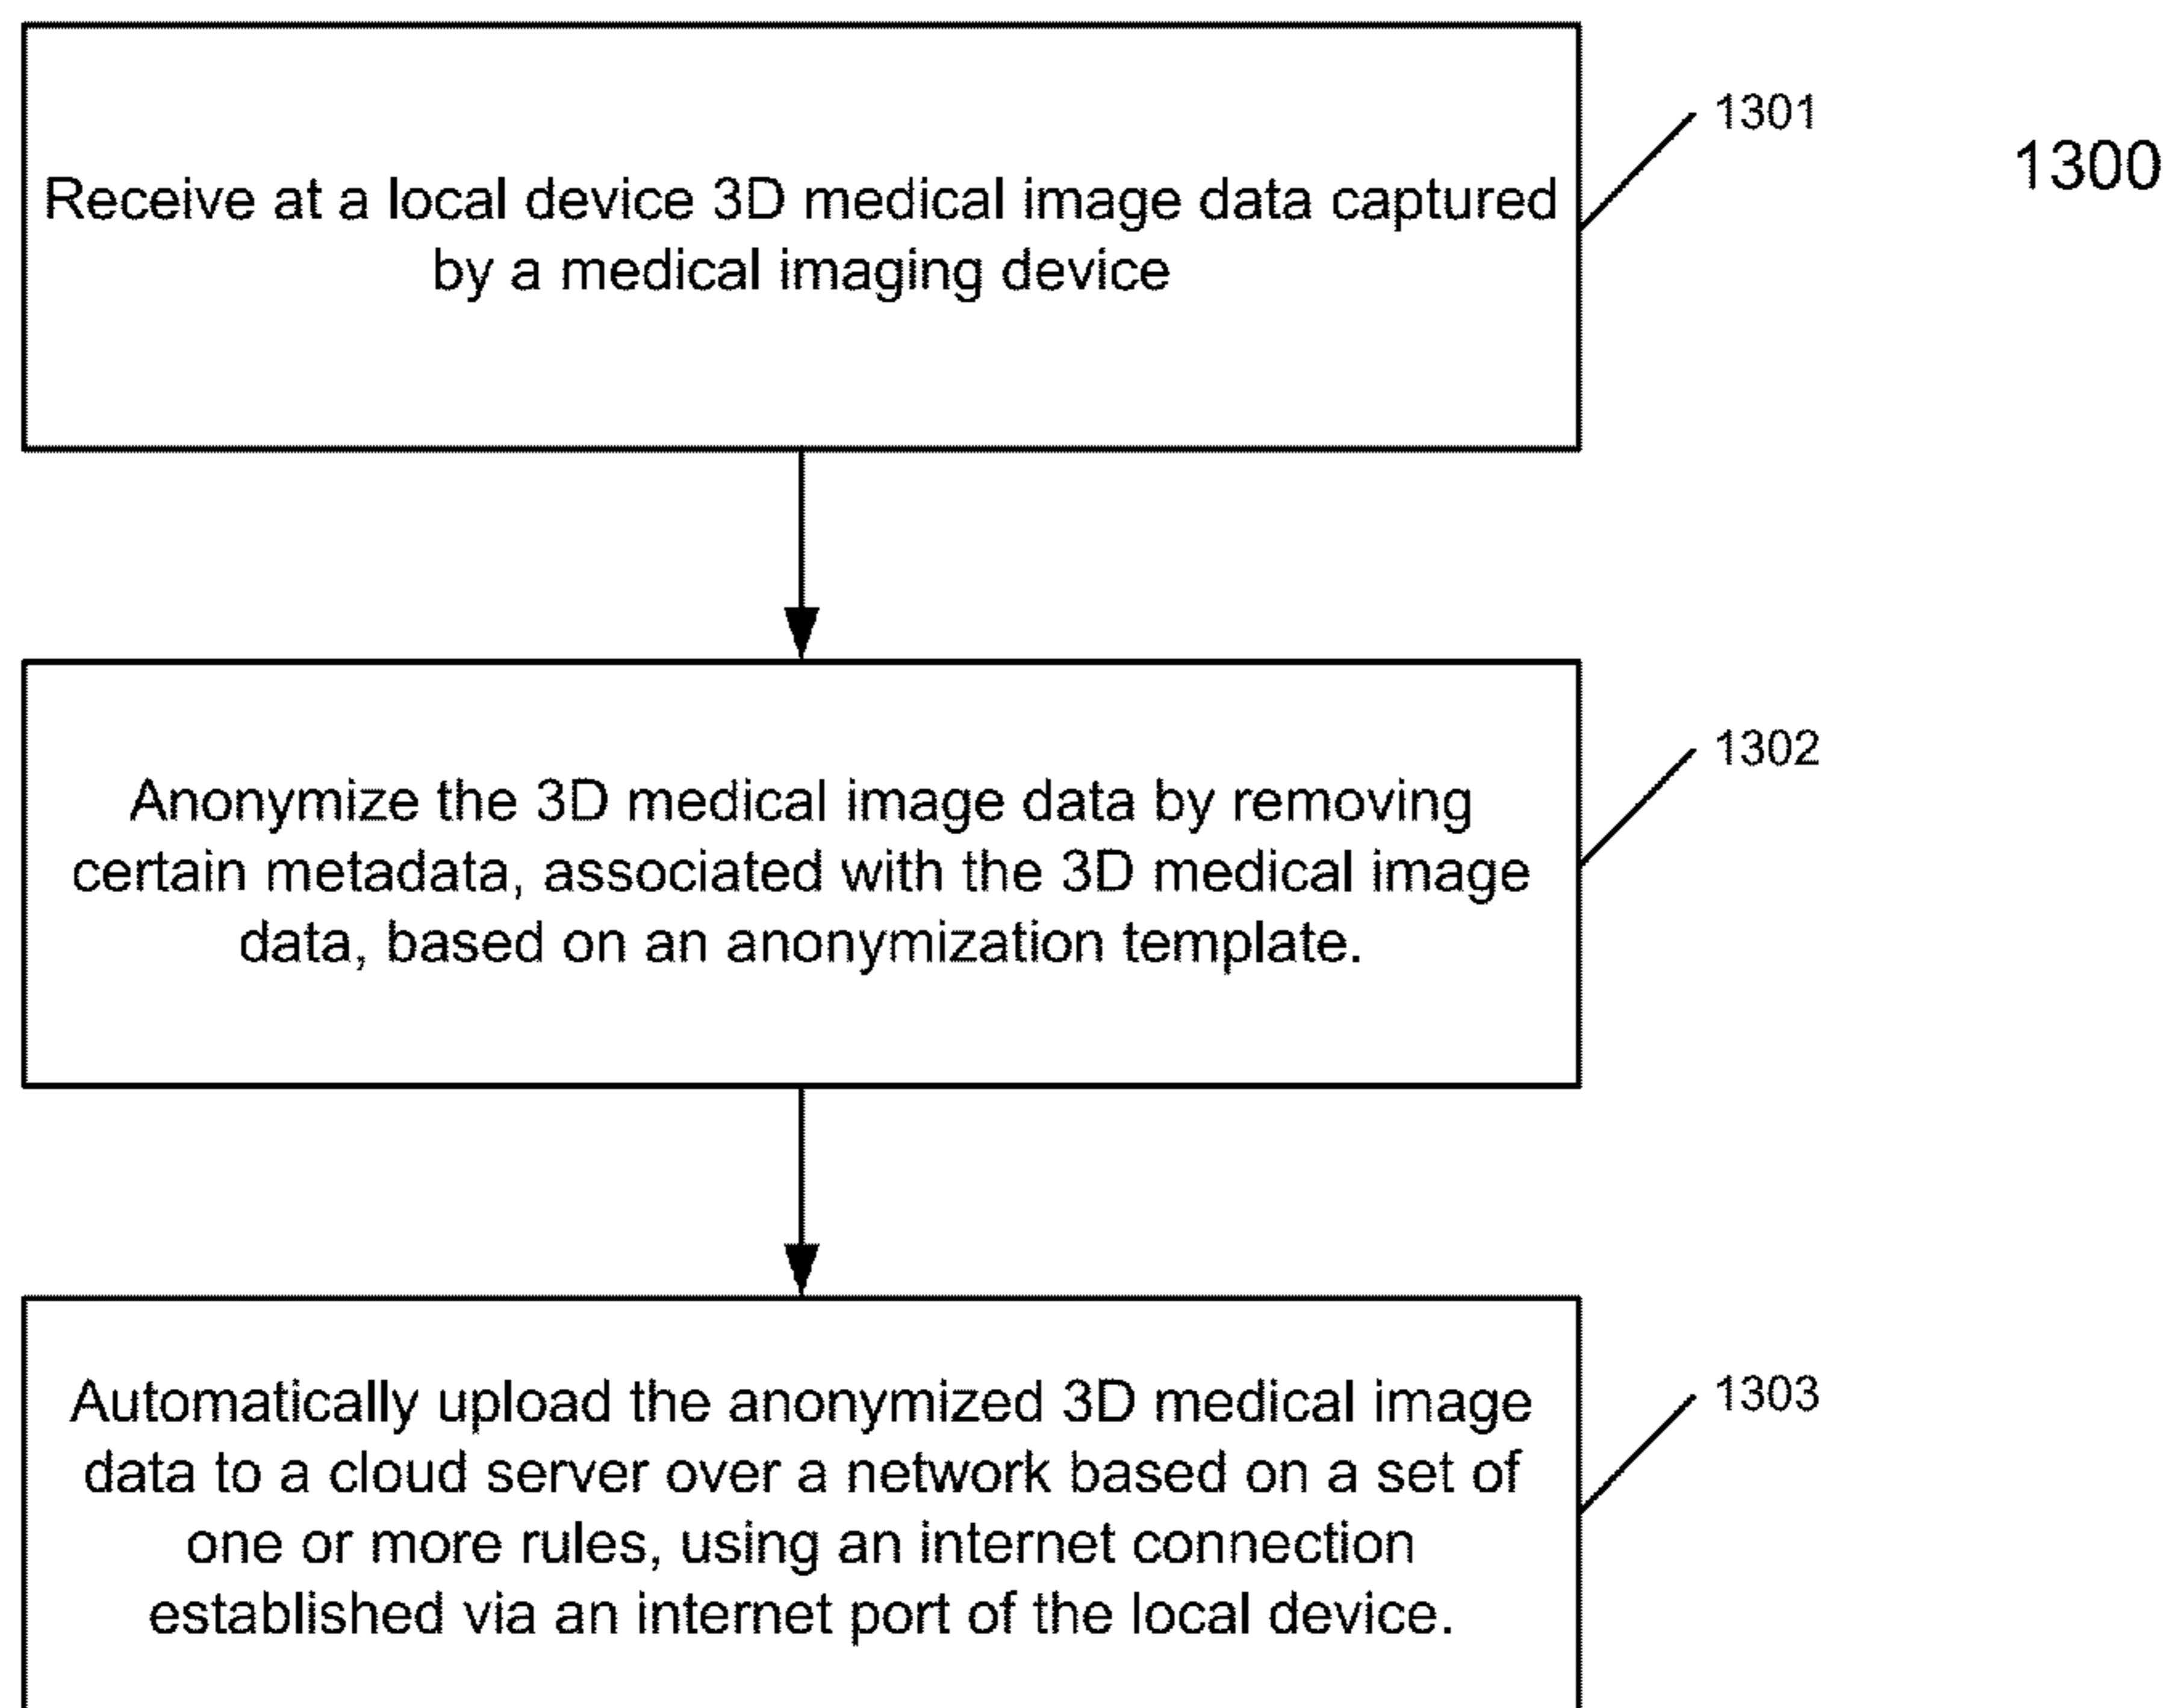 Receive at a local device 3D medical image data captured
by a medical imaging device
1301
1300
Anonymize the 3D medical image data by removing
certain metadata, associated with the 3D medical image
data, based on an anonymization template.
1302
Automatically upload the anonymized 3D medical image
data to a cloud server over a network based on a set of
one or more rules, using an internet connection
established via an internet port of the local device.
1303